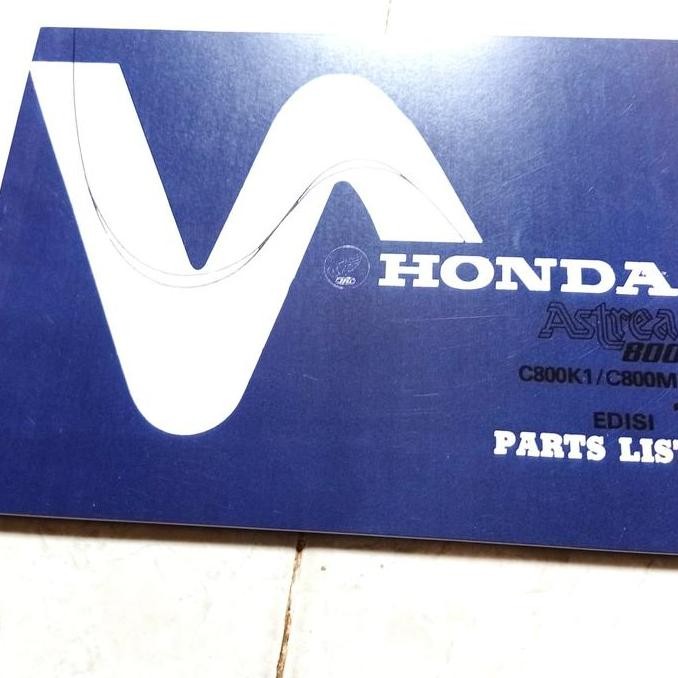 HONDA
Astrea
800
C800K1/C800M
EDISI
PARTS LIST